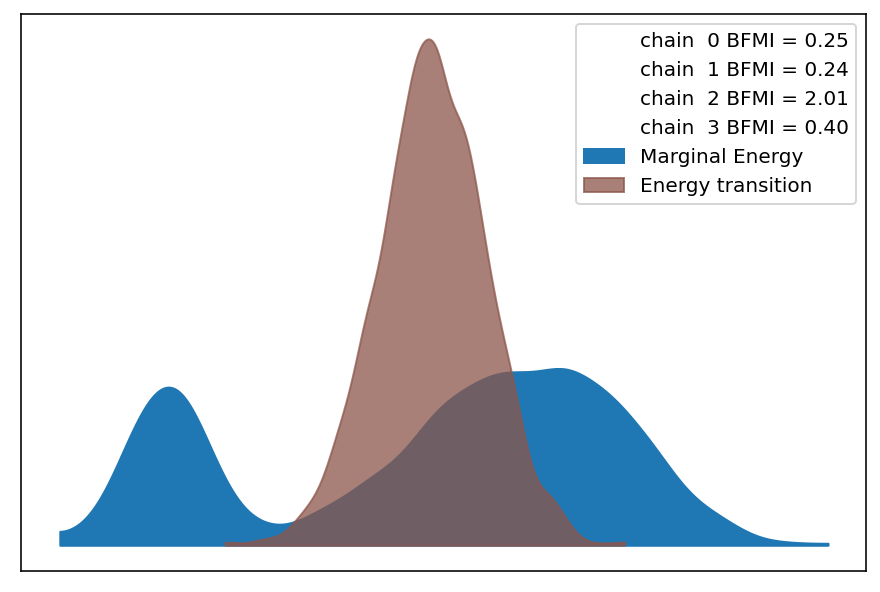 chain  0 BFMI = 0.25
chain  1 BFMI = 0.24
chain  2 BFMI = 2.01
chain  3 BFMI = 0.40
Marginal Energy
Energy transition